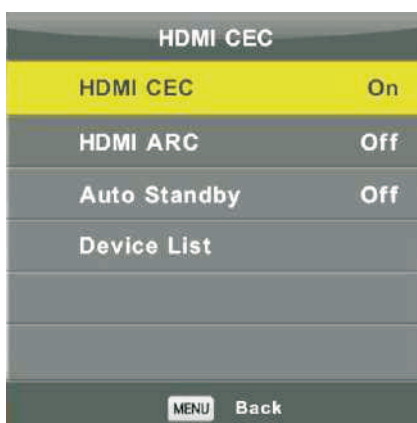 HDMI CEC
HDMI CEC On
HDMI ARC Off
Auto Standby Off
Device List
MENU Back